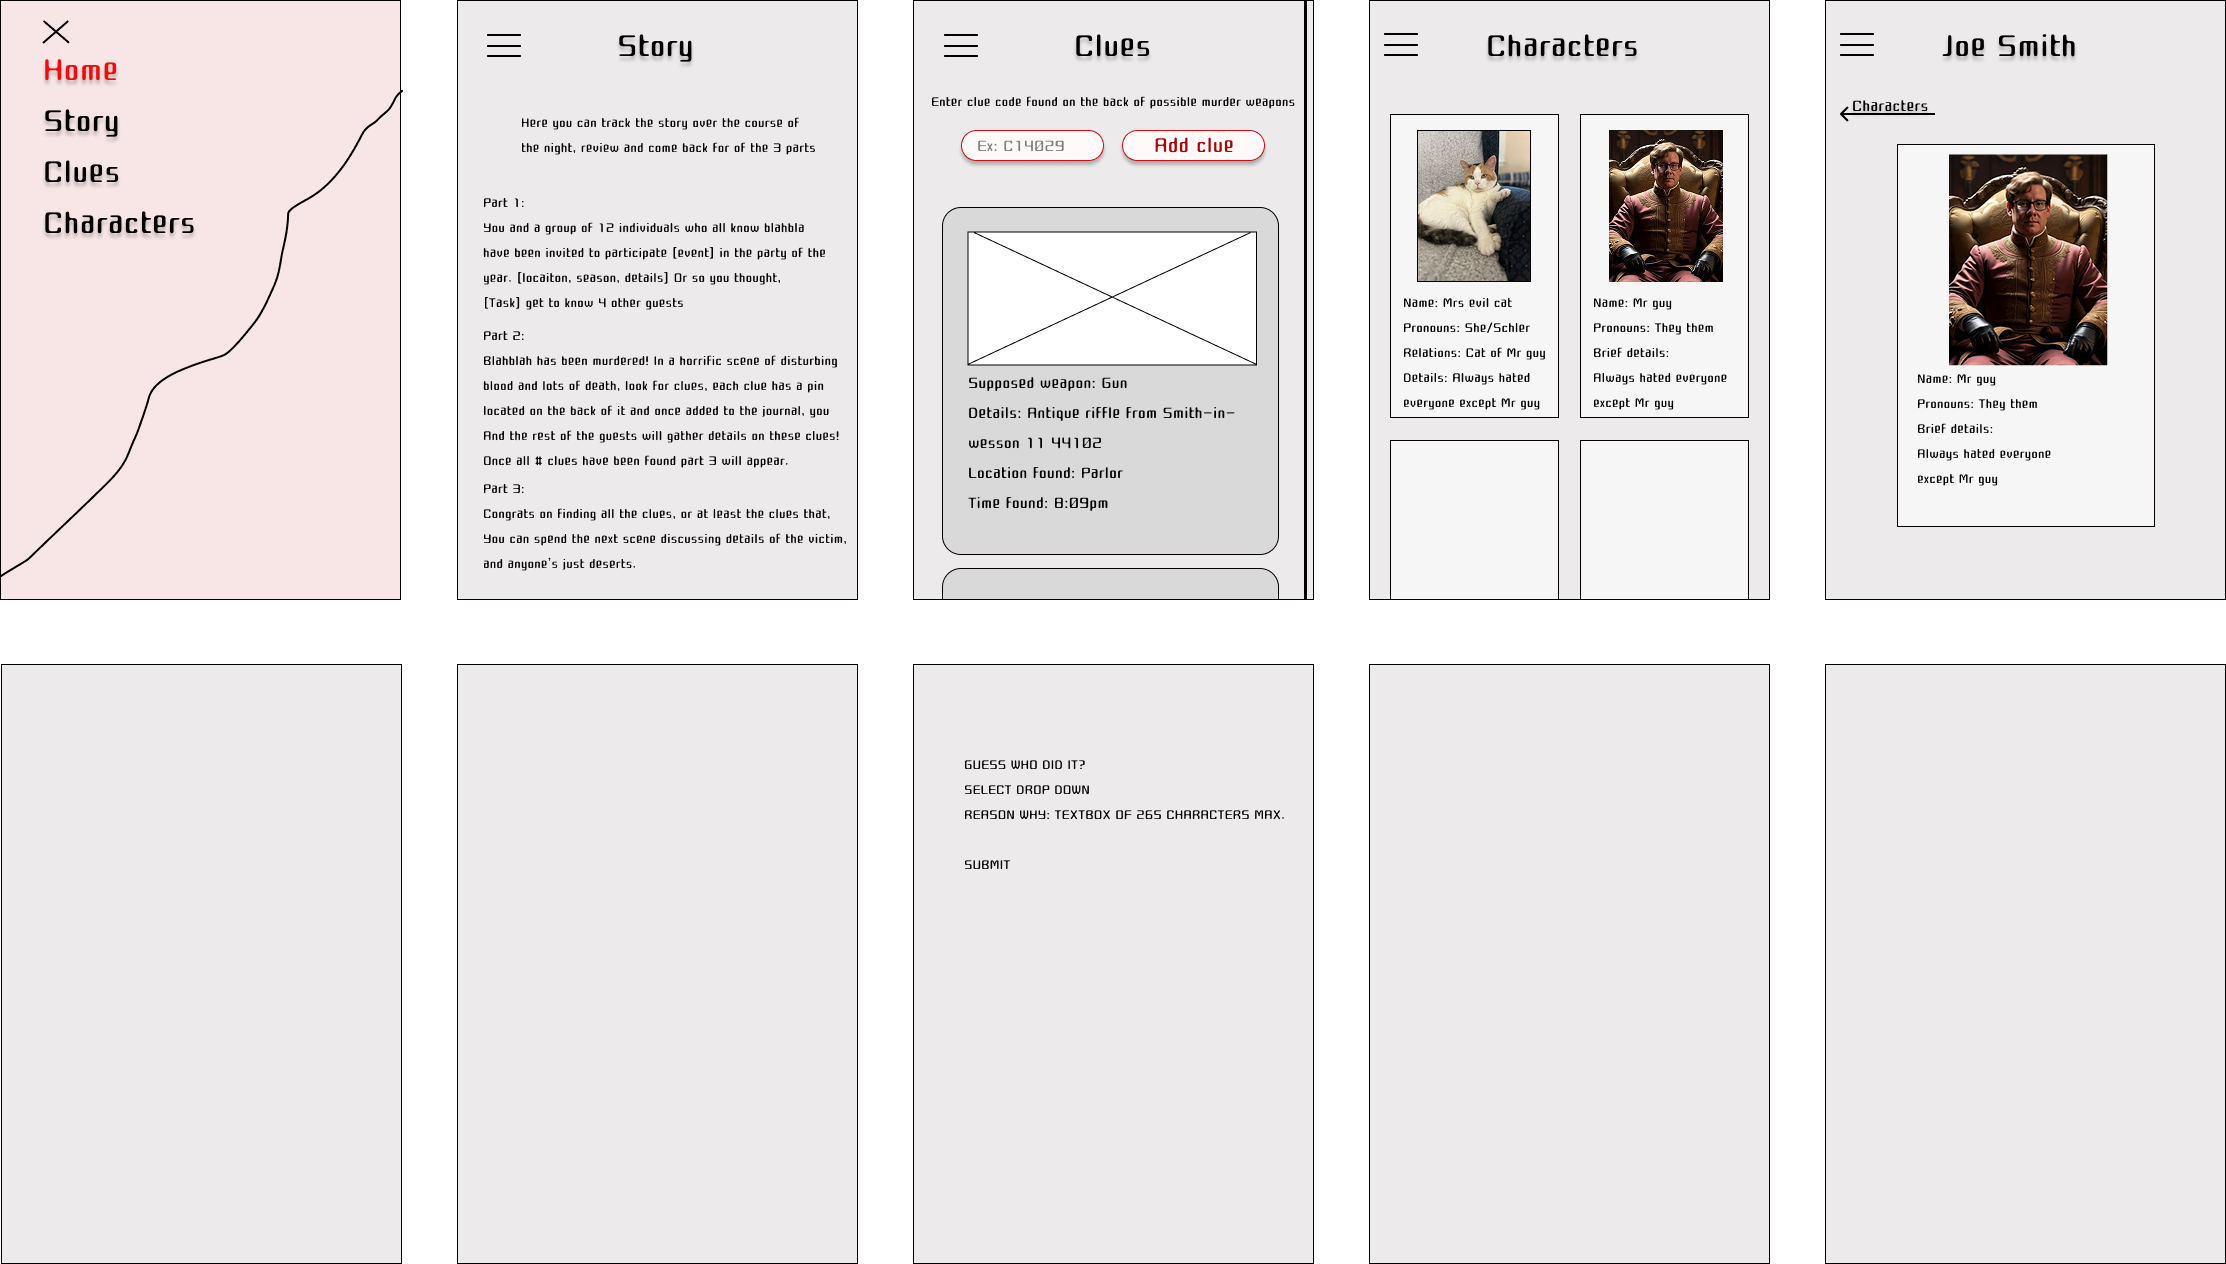 Home
Story
Clues
Characters
Story
Here you can track the story over the course of
the night, review and come back for of the 3 parts
Part 1:
You and a group of 12 individuals who all know blahbla
have been invited to participate [event] in the party of the
year. [locaiton, season, details] Or so you thought,
[Task] get to know 4 other guests
Part 2:
Blahblah has been murdered! In a horrific scene of disturbing
blood and lots of death, look for clues, each clue has a pin
located on the back of it and once added to the journal, you
And the rest of the guests will gather details on these clues!
Once all # clues have been found part 3 will appear.
Part 3:
Congrats on finding all the clues, or at least the clues that,
You can spend the next scene discussing details of the victim,
and anyone's just deserts.
Clues
Enter clue code found on the back of possible murder weapons
Ex: C14029
Add clue
Supposed weapon: Gun
Details: Antique riffle from Smith-in-
wesson 11 44102
Location found: Parlor
Time found: 8:09pm
Characters
Name: Mrs evil cat
Pronouns: She/Schler
Relations: Cat of Mr guy
Details: Always hated
everyone except Mr guy
Name: Mr guy
Pronouns: They them
Brief details:
Always hated everyone
except Mr guy
Joe Smith
Characters
Name: Mr guy
Pronouns: They them
Brief details:
Always hated everyone
except Mr guy
GUESS WHO DID IT?
SELECT DROP DOWN
REASON WHY: TEXTBOX OF 265 CHARACTERS MAX.
SUBMIT